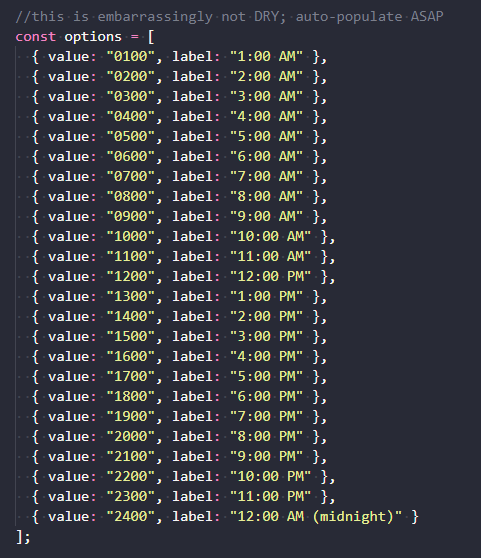 //this is embarrassingly not DRY; auto-populate ASAP
const options = [
  { value: "0100", label: "1:00 AM" },
  { value: "0200", label: "2:00 AM" },
  { value: "0300", label: "3:00 AM" },
  { value: "0400", label: "4:00 AM" },
  { value: "0500", label: "5:00 AM" },
  { value: "0600", label: "6:00 AM" },
  { value: "0700", label: "7:00 AM" },
  { value: "0800", label: "8:00 AM" },
  { value: "0900", label: "9:00 AM" },
  { value: "1000", label: "10:00 AM" },
  { value: "1100", label: "11:00 AM" },
  { value: "1200", label: "12:00 PM" },
  { value: "1300", label: "1:00 PM" },
  { value: "1400", label: "2:00 PM" },
  { value: "1500", label: "3:00 PM" },
  { value: "1600", label: "4:00 PM" },
  { value: "1700", label: "5:00 PM" },
  { value: "1800", label: "6:00 PM" },
  { value: "1900", label: "7:00 PM" },
  { value: "2000", label: "8:00 PM" },
  { value: "2100", label: "9:00 PM" },
  { value: "2200", label: "10:00 PM" },
  { value: "2300", label: "11:00 PM" },
  { value: "2400", label: "12:00 AM (midnight)" }
];